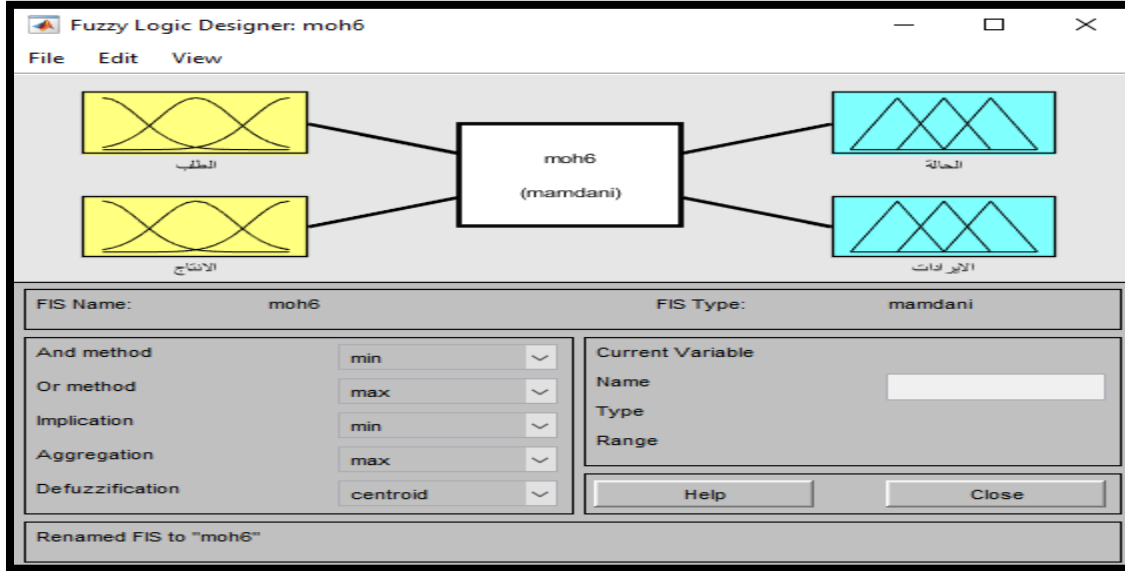 Fuzzy Logic Designer: moh6
File Edit View
الطلب
الانتاج
moh6
(mamdani)
الحالة
الايرادات
FIS Name: moh6 FIS Type: mamdani
And method min
Or method max
Implication min
Aggregation max
Defuzzification centroid
Current Variable
Name
Type
Range
Help Close
Renamed FIS to "moh6"